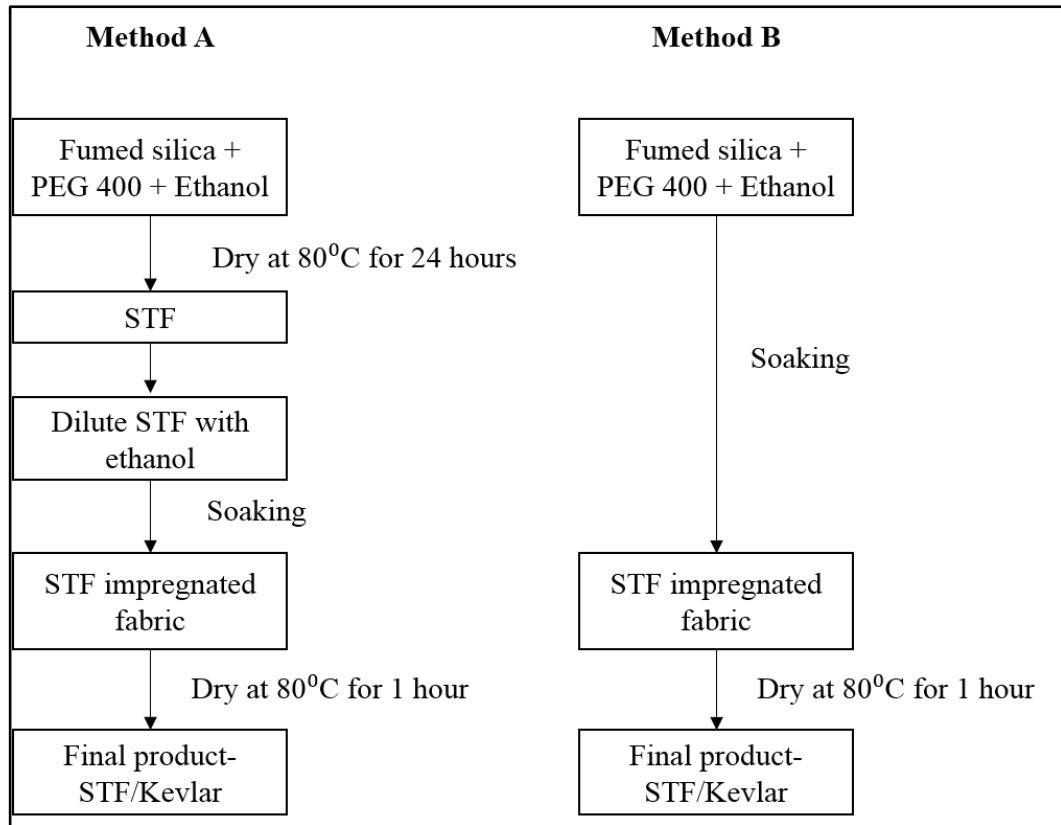 Method A
Fumed silica +
PEG 400 + Ethanol
Dry at 80⁰C for 24 hours
STF
Dilute STF with
ethanol
Soaking
STF impregnated
fabric
Dry at 80⁰C for 1 hour
Final product-
STF/Kevlar
Method B
Fumed silica +
PEG 400 + Ethanol
Soaking
STF impregnated
fabric
Dry at 80⁰C for 1 hour
Final product-
STF/Kevlar